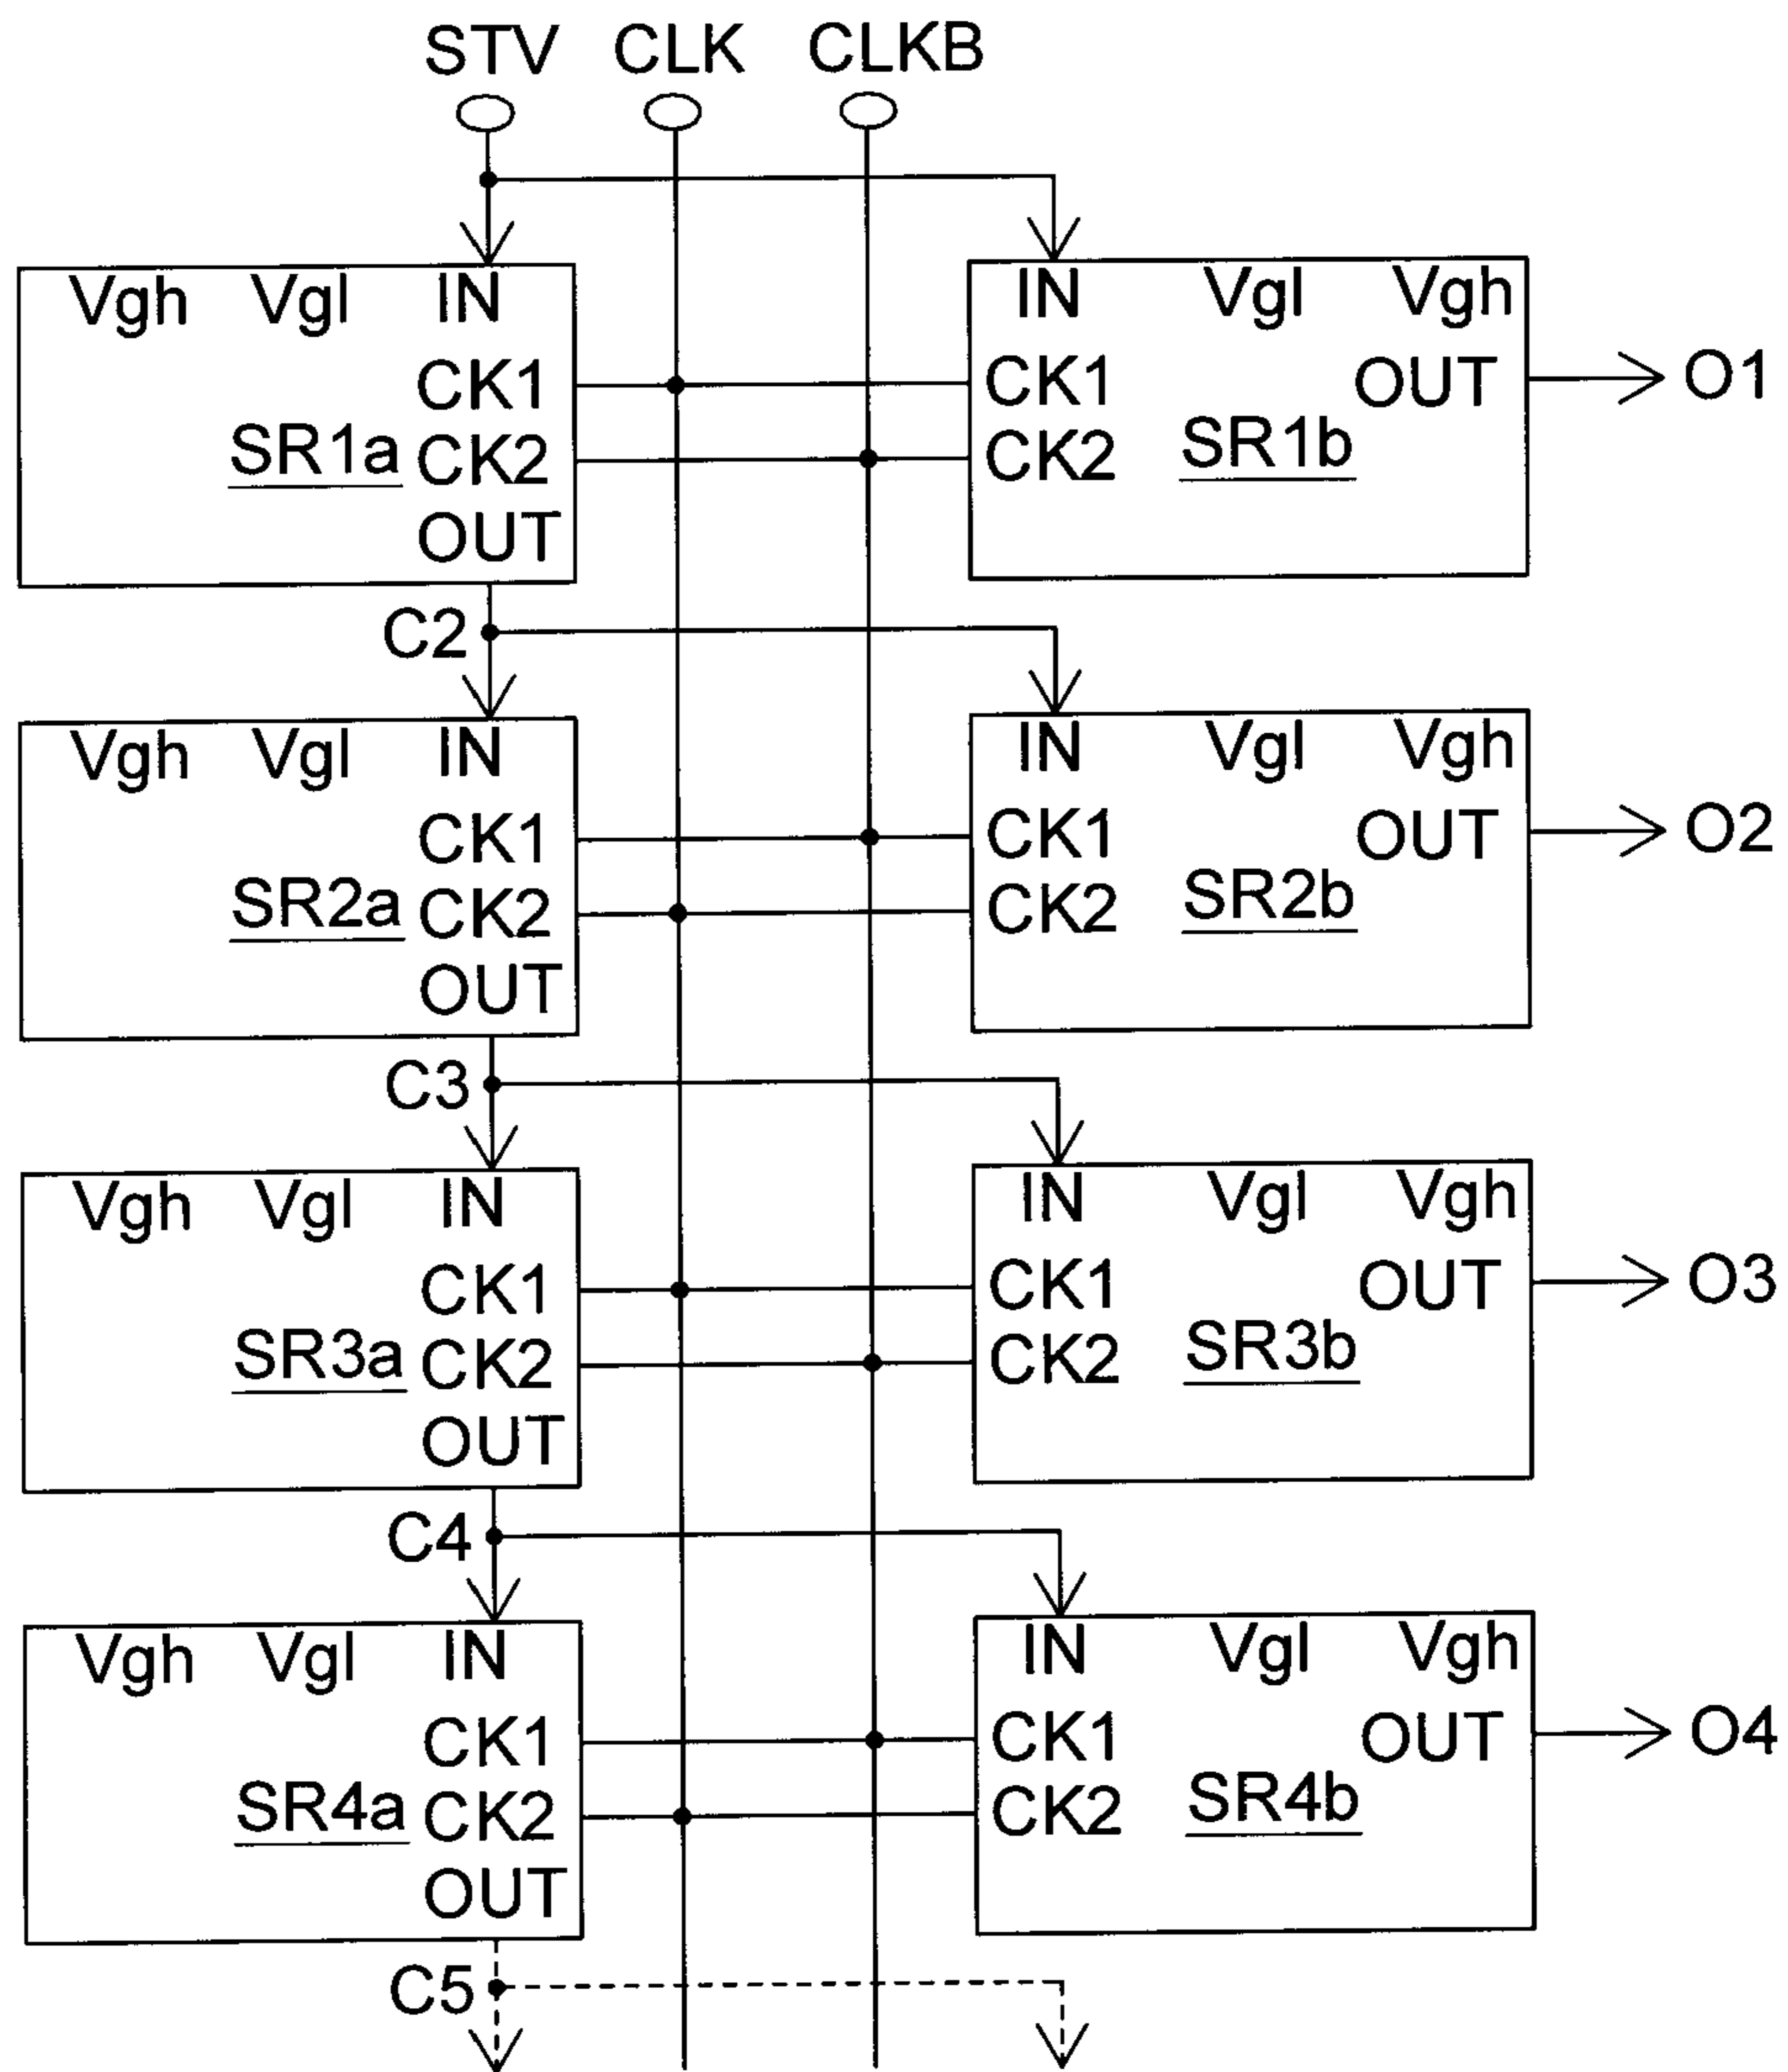 STV CLK CLKB
Vgh Vgl IN
CK1
SR1a CK2
OUT
IN Vgl Vgh
CK1 OUT
CK2 SR1b
O1
C2
Vgh Vgl IN
CK1
SR2a CK2
OUT
IN Vgl Vgh
CK1 OUT
CK2 SR2b
O2
C3
Vgh Vgl IN
CK1
SR3a CK2
OUT
IN Vgl Vgh
CK1 OUT
CK2 SR3b
O3
C4
Vgh Vgl IN
CK1
SR4a CK2
OUT
IN Vgl Vgh
CK1 OUT
CK2 SR4b
O4
C5